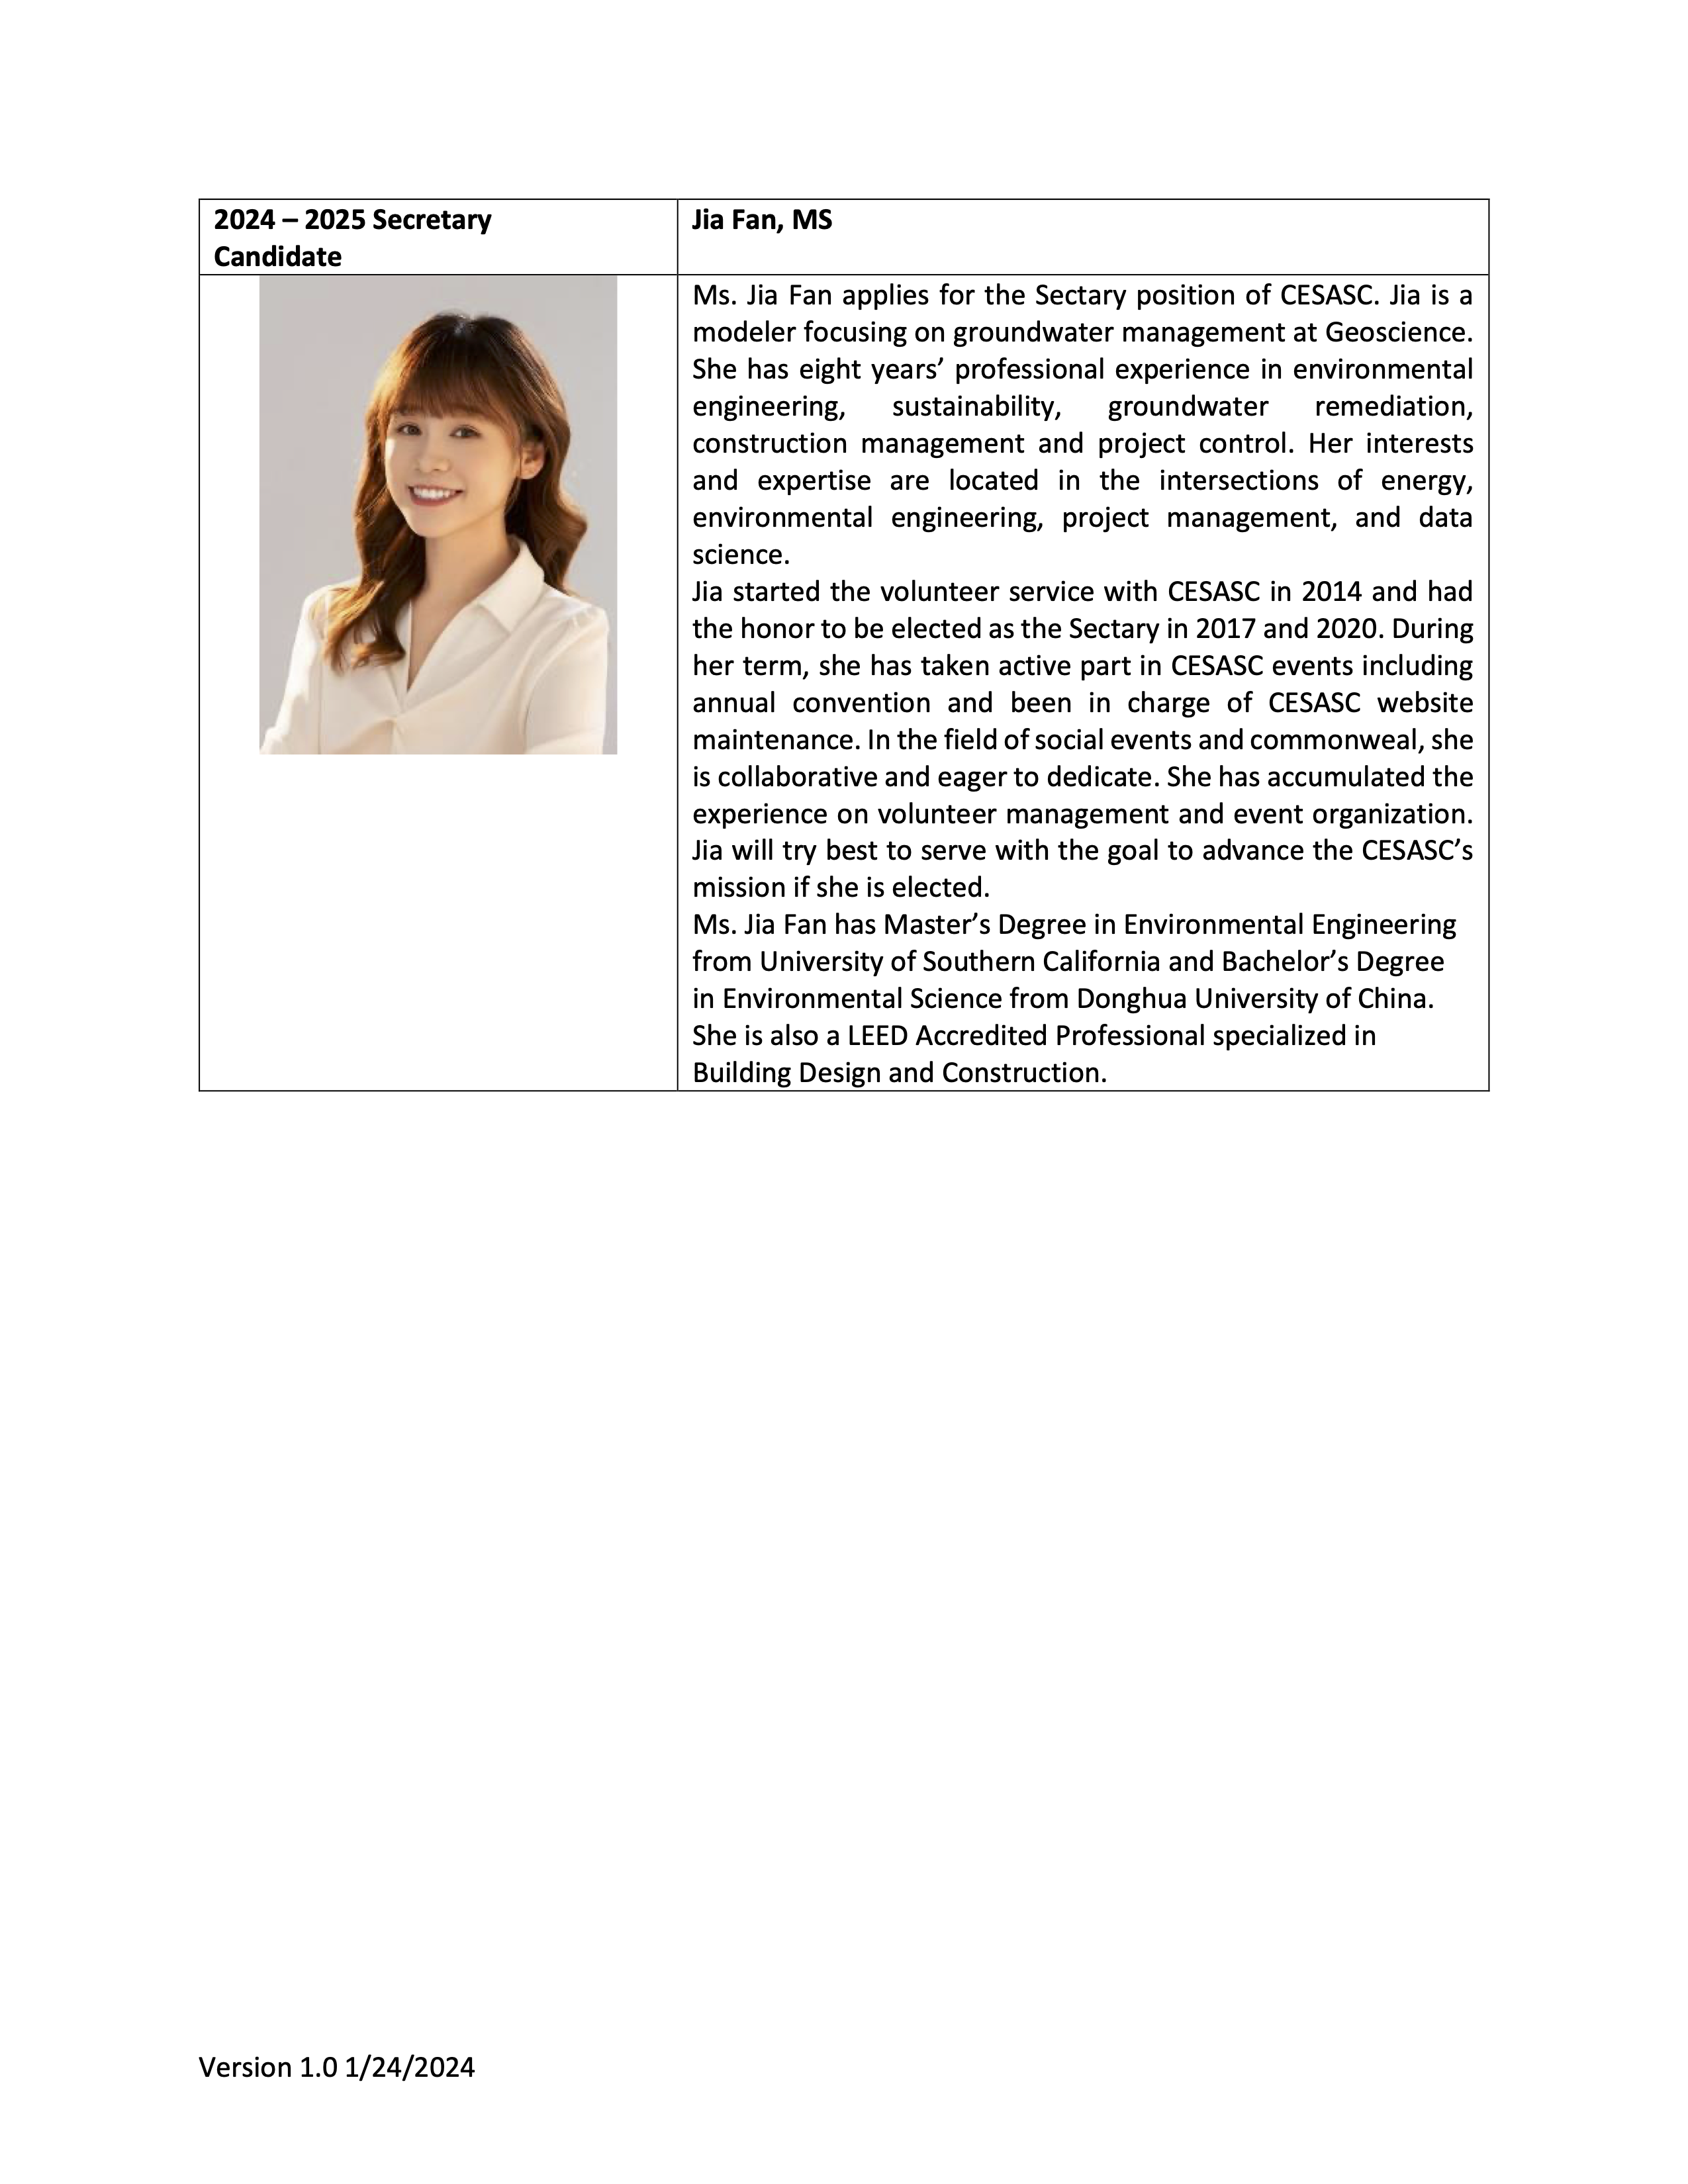 2024 – 2025 Secretary
Candidate
Jia Fan, MS
Ms. Jia Fan applies for the Sectary position of CESASC. Jia is a
modeler focusing on groundwater management at Geoscience.
She has eight years’ professional experience in environmental
engineering, sustainability, groundwater remediation,
construction management and project control. Her interests
and expertise are located in the intersections of energy,
environmental engineering, project management, and data
science.
Jia started the volunteer service with CESASC in 2014 and had
the honor to be elected as the Sectary in 2017 and 2020. During
her term, she has taken active part in CESASC events including
annual convention and been in charge of CESASC website
maintenance. In the field of social events and commonweal, she
is collaborative and eager to dedicate. She has accumulated the
experience on volunteer management and event organization.
Jia will try best to serve with the goal to advance the CESASC’s
mission if she is elected.
Ms. Jia Fan has Master’s Degree in Environmental Engineering
from University of Southern California and Bachelor’s Degree
in Environmental Science from Donghua University of China.
She is also a LEED Accredited Professional specialized in
Building Design and Construction.
Version 1.0 1/24/2024